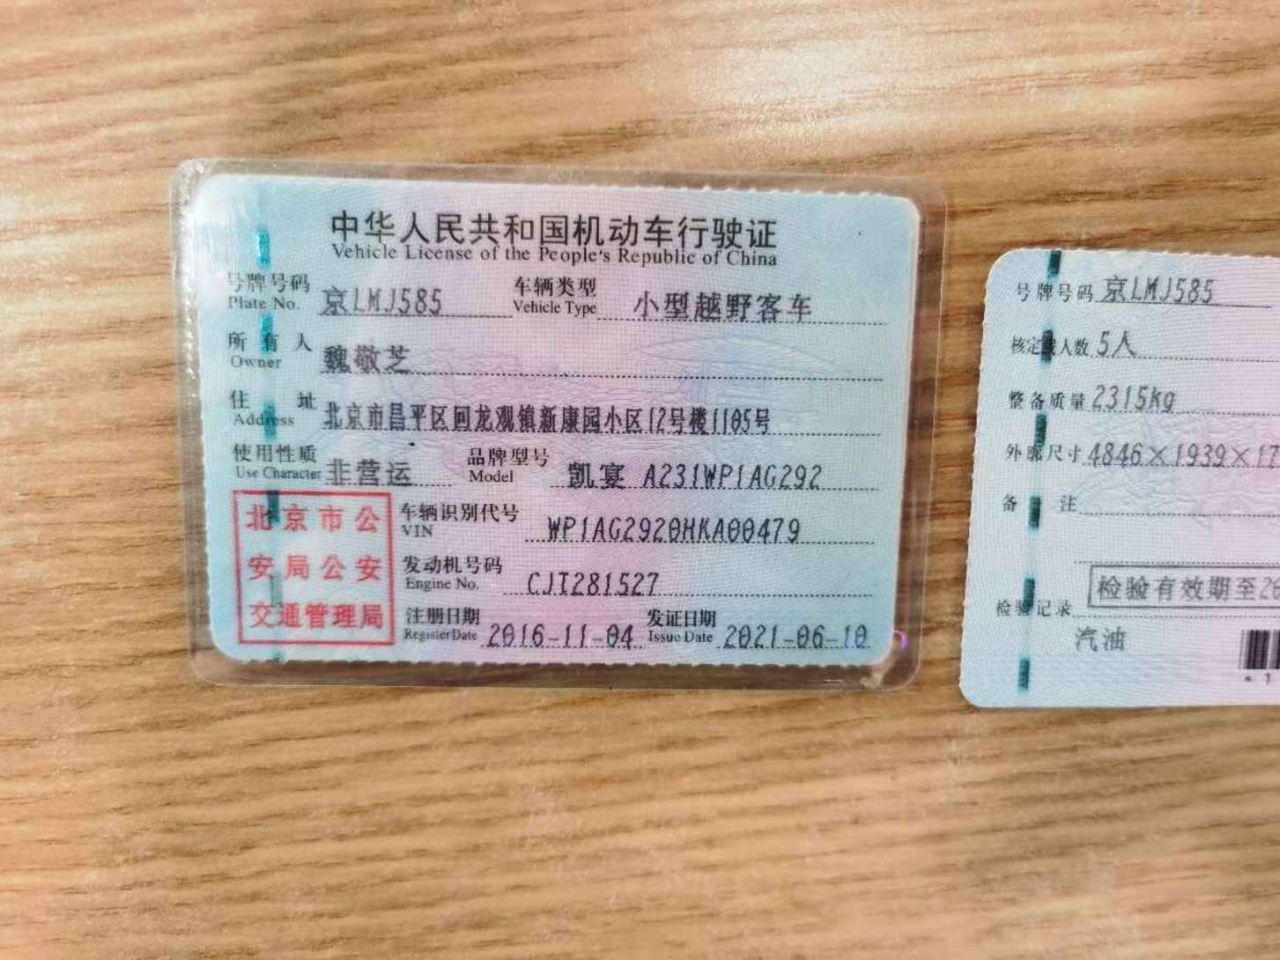 中华人民共和国机动车行驶证
Vehicle License of the People's Republic of China
号牌号码 京LMJ585 车辆类型 小型越野客车
Plate No. Vehicle Type
所有人 魏敬芝
Owner
住址 北京市昌平区回龙观镇新康园小区12号楼1105号
Address
使用性质 非营运 品牌型号 凯宴 A231WP1AG292
Use Character Model
北京市公
安局公安
交通管理局
车辆识别代号 WP1AG2920HKA00479
VIN
发动机号码 CJT281527
Engine No.
注册日期 2016-11-04 发证日期 2021-06-10
Register Date Issue Date
号牌号码 京LMJ585
核定载人数 5人
整备质量 2315kg
外廓尺寸 4846×1939×17
备注
检验有效期至20
检验记录
汽油
*1